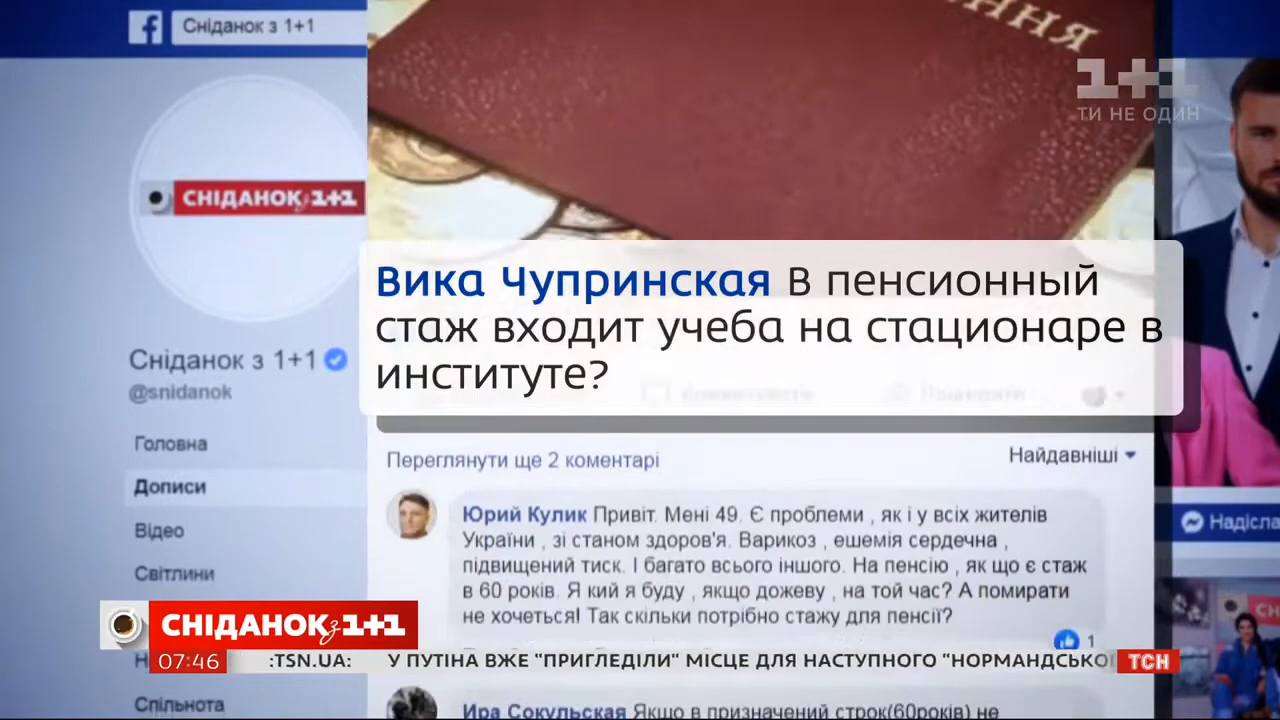 Сніданок з 1+1
ння
1+1
ТИ НЕ ОДИН
СНІДАНОК з 1+1
Вика Чупринская В пенсионный
стаж входит учеба на стационаре в
институте?
Сніданок з 1+1
@snidanok
Головна
Дописи
Відео
Світлини
Спільнота
Коментувати
Поширити
Переглянути ще 2 коментарі
Найдавніші
Юрий Кулик Привіт. Мені 49. Є проблеми , як і у всіх жителів
України , зі станом здоров'я. Варикоз , ешемія сердечна ,
підвищений тиск. І багато всього іншого. На пенсію , як що є стаж
в 60 років. Я кий я буду , якщо дожеву , на той час? А помирати
не хочеться! Так скільки потрібно стажу для пенсії?
1
Ира Сокульская Якщо в призначений строк(60років) не
Надісла
СНІДАНОК з 1+1
07:46
:TSN.UA:
У ПУТІНА ВЖЕ "ПРИГЛЕДІЛИ" МІСЦЕ ДЛЯ НАСТУПНОГО "НОРМАНДСЬКО
ТСН